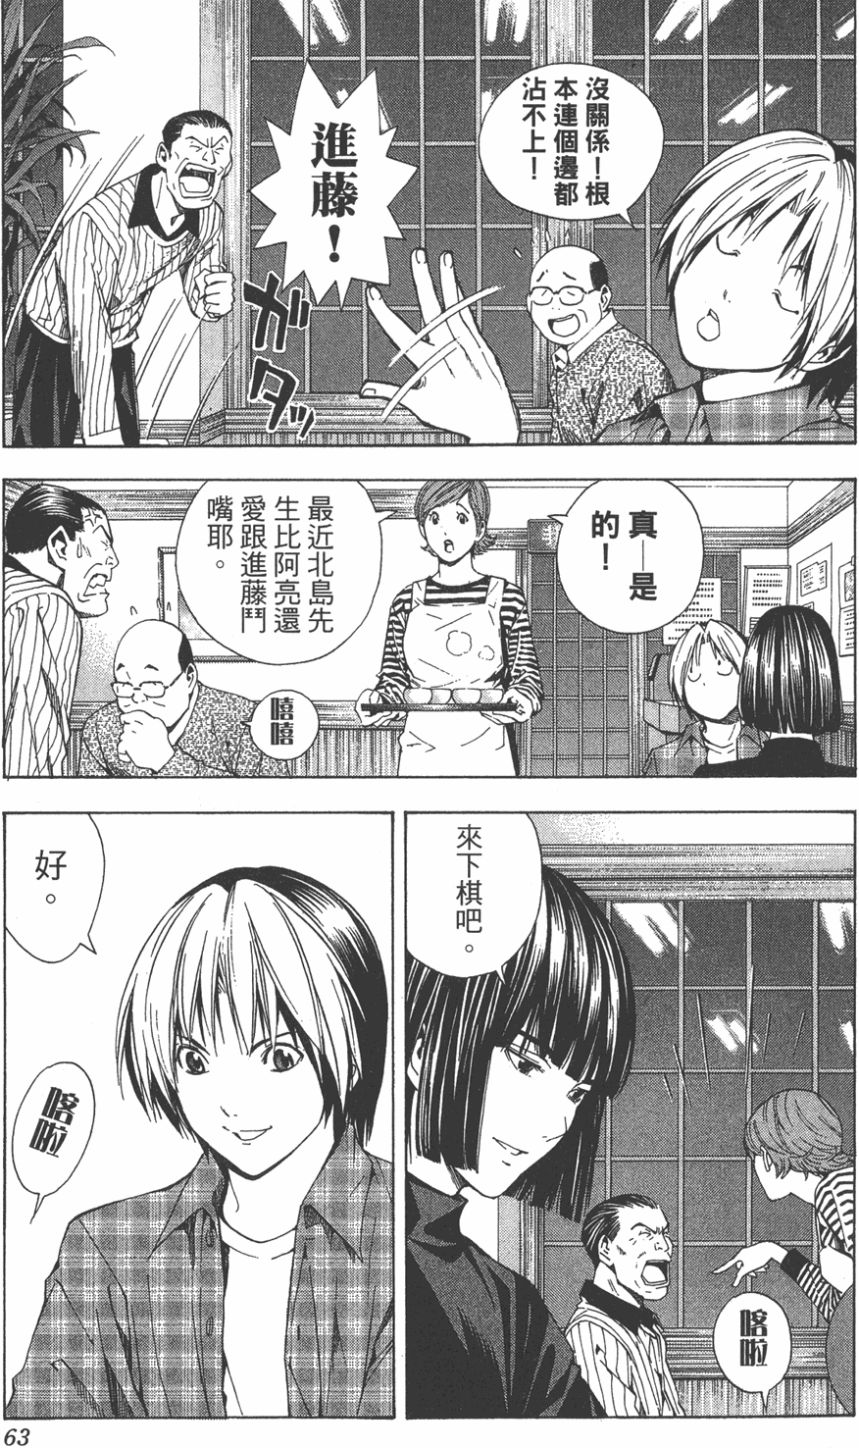 沒關係！根
本連個邊都
沾不上！
進藤！
ガタッ
真—是
的！
最近北島先
生比阿亮還
愛跟進藤鬥
嘴耶。
嘻嘻
來下棋吧。
喀啦
好。
喀啦
63